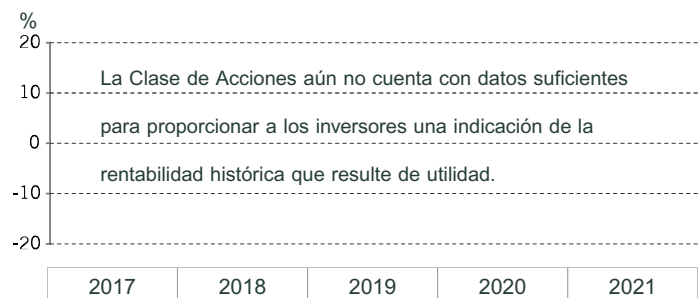 %
20
La Clase de Acciones aún no cuenta con datos suficientes
10
para proporcionar a los inversores una indicación de la
0
rentabilidad histórica que resulte de utilidad.
-10
-20
2017 2018 2019 2020 2021